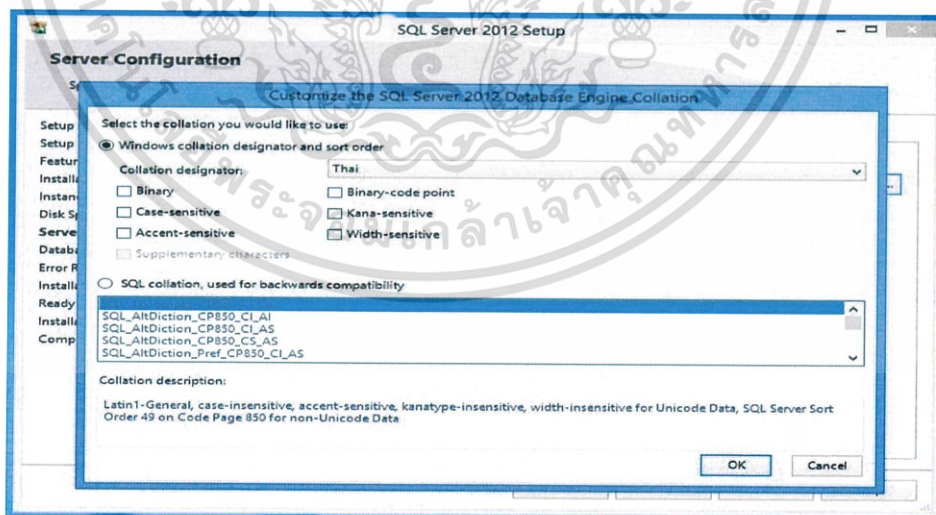 SQL Server 2012 Setup
Server Configuration
Customize the SQL Server 2012 Database Engine Collation
Setup
Setup
Featur
Installa
Instan
Disk Sp
Serve
Databa
Error R
Installa
Ready
Installa
Comp
Select the collation you would like to use:
Windows collation designator and sort order
Collation designator:
Thai
Binary
Binary-code point
Case-sensitive
Kana-sensitive
Accent-sensitive
Width-sensitive
Supplementary characters
SQL collation, used for backwards compatibility
SQL_AltDiction_CP850_CI_AI
SQL_AltDiction_CP850_CI_AS
SQL_AltDiction_CP850_CS_AS
SQL_AltDiction_Pref_CP850_CI_AS
Collation description:
Latin1-General, case-insensitive, accent-sensitive, kanatype-insensitive, width-insensitive for Unicode Data, SQL Server Sort
Order 49 on Code Page 850 for non-Unicode Data
OK
Cancel